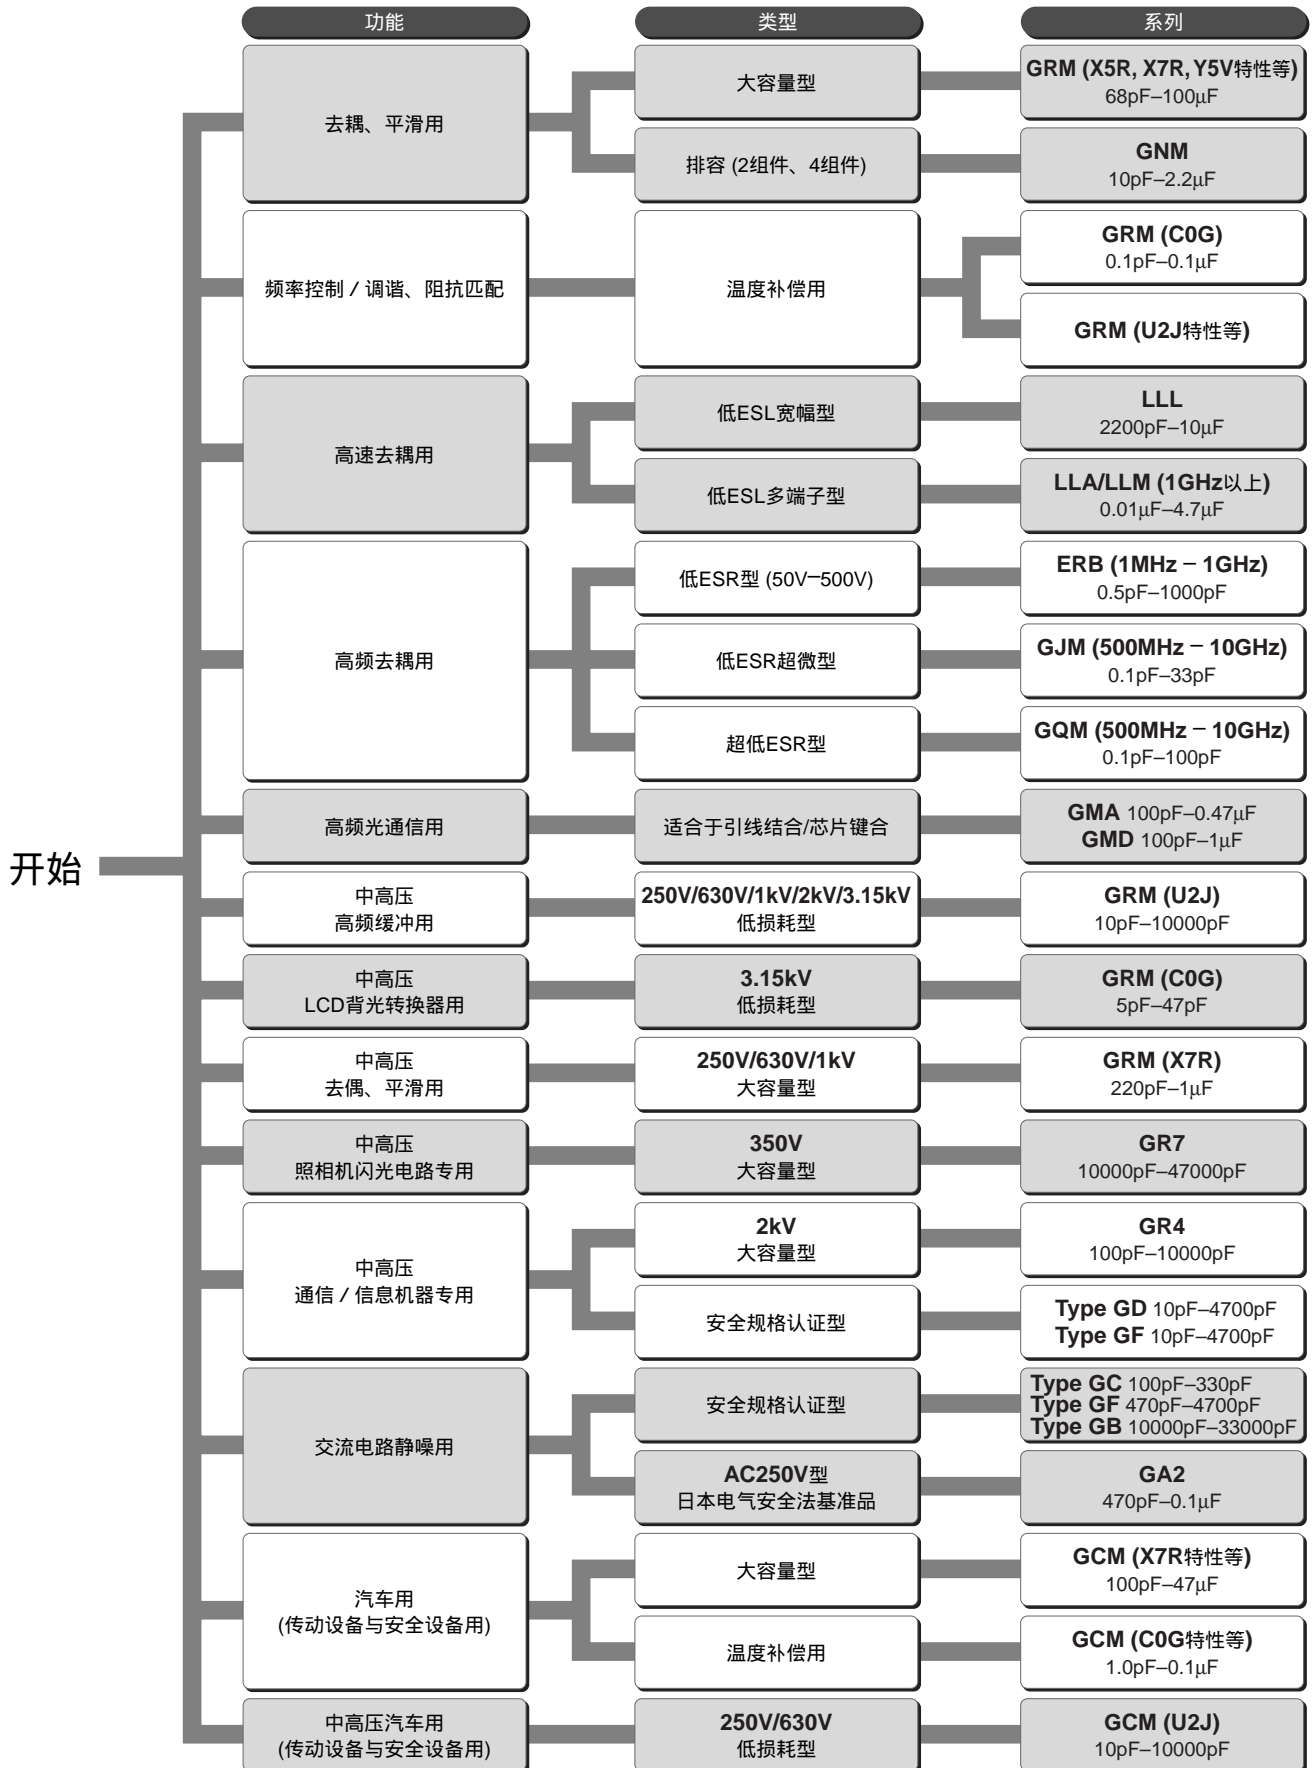 功能
类型
系列
去耦、平滑用
大容量型
GRM (X5R, X7R, Y5V特性等)
68pF–100μF
排容 (2组件、4组件)
GNM
10pF–2.2μF
频率控制 / 调谐、阻抗匹配
温度补偿用
GRM (C0G)
0.1pF–0.1μF
GRM (U2J特性等)
高速去耦用
低ESL宽幅型
LLL
2200pF–10μF
低ESL多端子型
LLA/LLM (1GHz以上)
0.01μF–4.7μF
高频去耦用
低ESR型 (50V–500V)
ERB (1MHz – 1GHz)
0.5pF–1000pF
低ESR超微型
GJM (500MHz – 10GHz)
0.1pF–33pF
超低ESR型
GQM (500MHz – 10GHz)
0.1pF–100pF
高频光通信用
适合于引线结合/芯片键合
GMA 100pF–0.47μF
GMD 100pF–1μF
开始
中高压
高频缓冲用
250V/630V/1kV/2kV/3.15kV
低损耗型
GRM (U2J)
10pF–10000pF
中高压
LCD背光转换器用
3.15kV
低损耗型
GRM (C0G)
5pF–47pF
中高压
去偶、平滑用
250V/630V/1kV
大容量型
GRM (X7R)
220pF–1μF
中高压
照相机闪光电路专用
350V
大容量型
GR7
10000pF–47000pF
中高压
通信 / 信息机器专用
2kV
大容量型
GR4
100pF–10000pF
安全规格认证型
Type GD 10pF–4700pF
Type GF 10pF–4700pF
交流电路静噪用
安全规格认证型
Type GC 100pF–330pF
Type GF 470pF–4700pF
Type GB 10000pF–33000pF
AC250V型
日本电气安全法基准品
GA2
470pF–0.1μF
汽车用
(传动设备与安全设备用)
大容量型
GCM (X7R特性等)
100pF–47μF
温度补偿用
GCM (C0G特性等)
1.0pF–0.1μF
中高压汽车用
(传动设备与安全设备用)
250V/630V
低损耗型
GCM (U2J)
10pF–10000pF